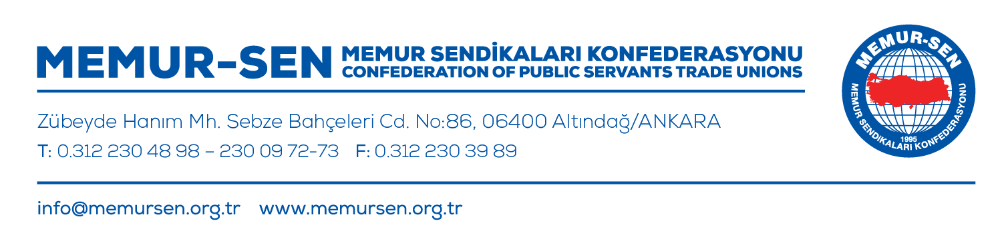 MEMUR-SEN MEMUR SENDİKALARI KONFEDERASYONU
CONFEDERATION OF PUBLIC SERVANTS TRADE UNIONS
Zübeyde Hanım Mh. Sebze Bahçeleri Cd. No:86, 06400 Altındağ/ANKARA
T: 0.312 230 48 98 – 230 09 72-73 F: 0.312 230 39 89
info@memursen.org.tr www.memursen.org.tr
MEMUR-SEN
1995
MEMUR SENDİKALARI KONFEDERASYONU